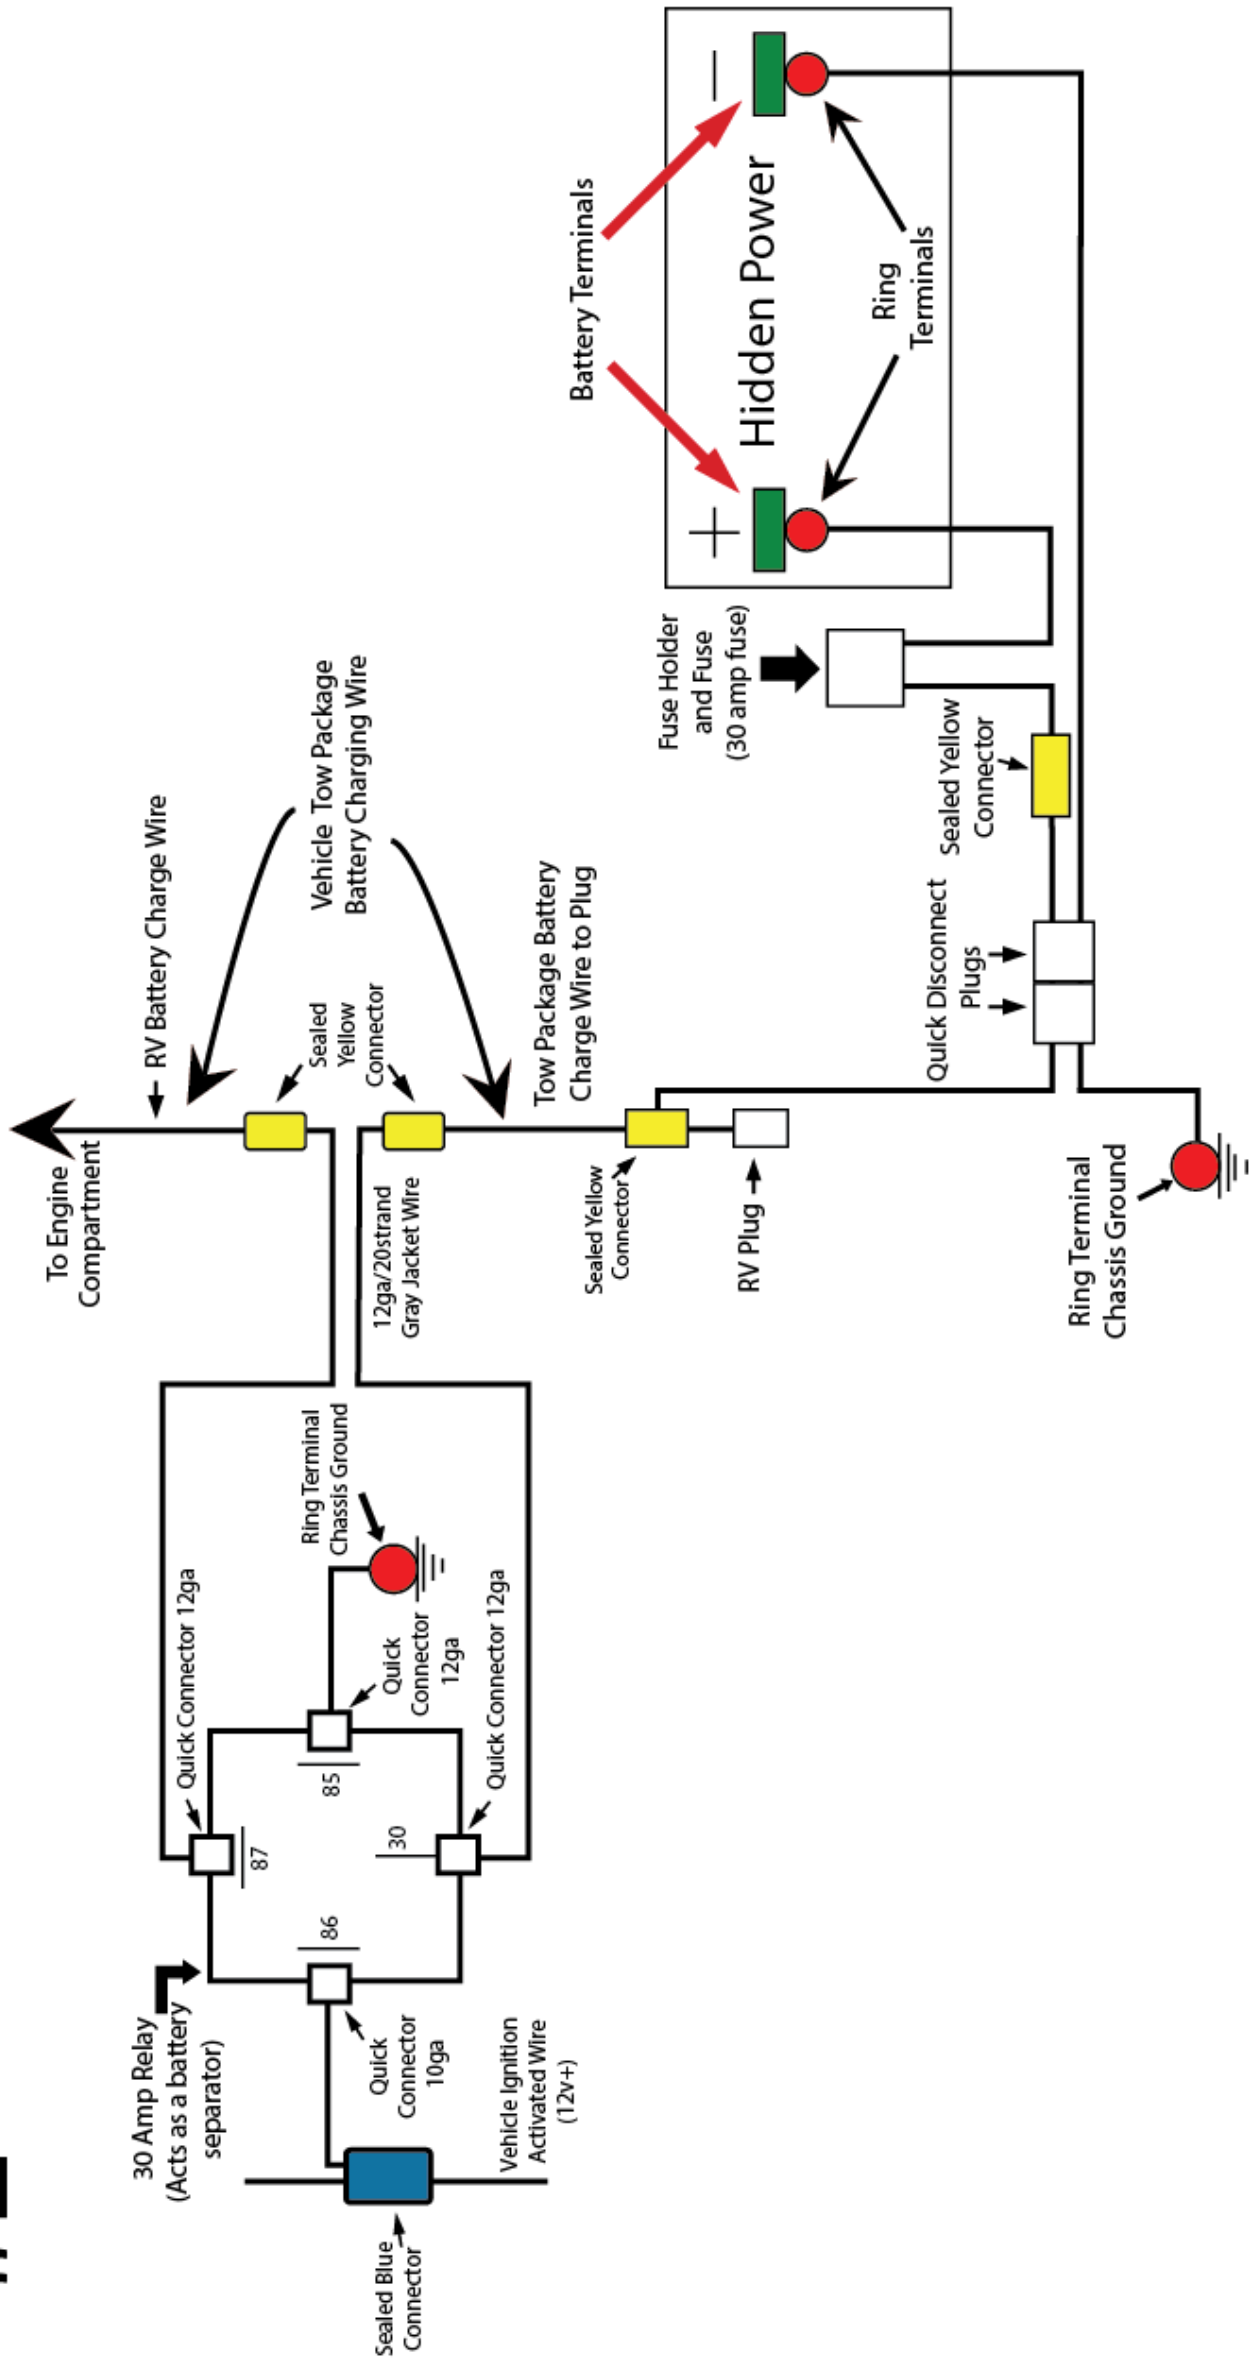 30 Amp Relay
(Acts as a battery
separator)
Sealed Blue
Connector
Vehicle Ignition
Activated Wire
(12v+)
Quick
Connector
10ga
86
87
85
30
Quick Connector 12ga
Quick
Connector
12ga
Quick Connector 12ga
Ring Terminal
Chassis Ground
To Engine
Compartment
RV Battery Charge Wire
Sealed
Yellow
Connector
Vehicle Tow Package
Battery Charging Wire
12ga/20strand
Gray Jacket Wire
Tow Package Battery
Charge Wire to Plug
Sealed Yellow
Connector
RV Plug
Ring Terminal
Chassis Ground
Quick Disconnect
Plugs
Sealed Yellow
Connector
Fuse Holder
and Fuse
(30 amp fuse)
Battery Terminals
+
Hidden Power
−
Ring
Terminals